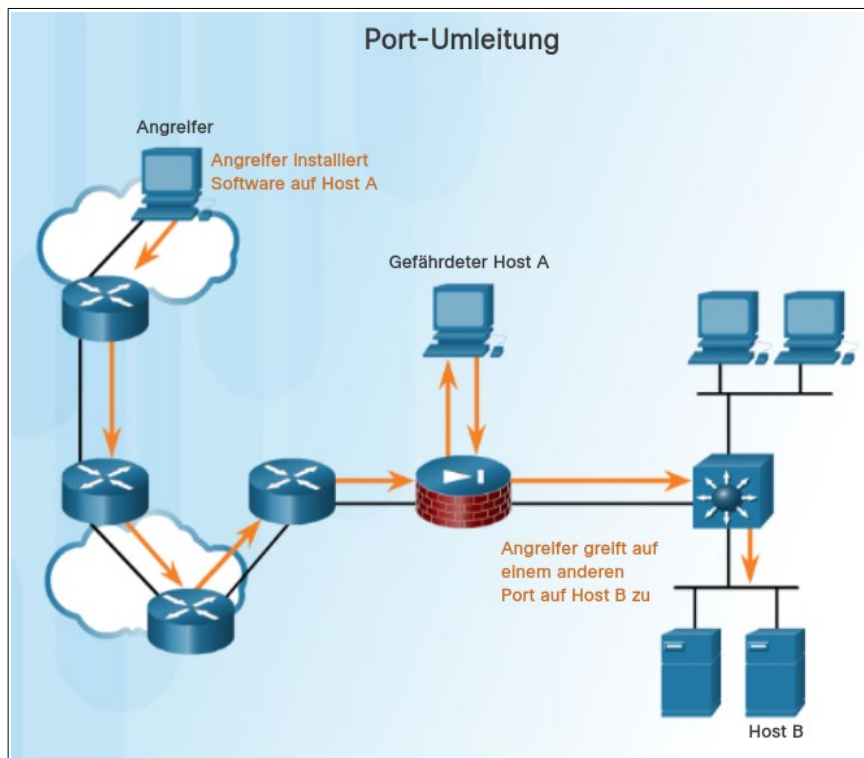 Port-Umleitung
Angreifer
Angreifer installiert
Software auf Host A
Gefährdeter Host A
Angreifer greift auf
einem anderen
Port auf Host B zu
Host B